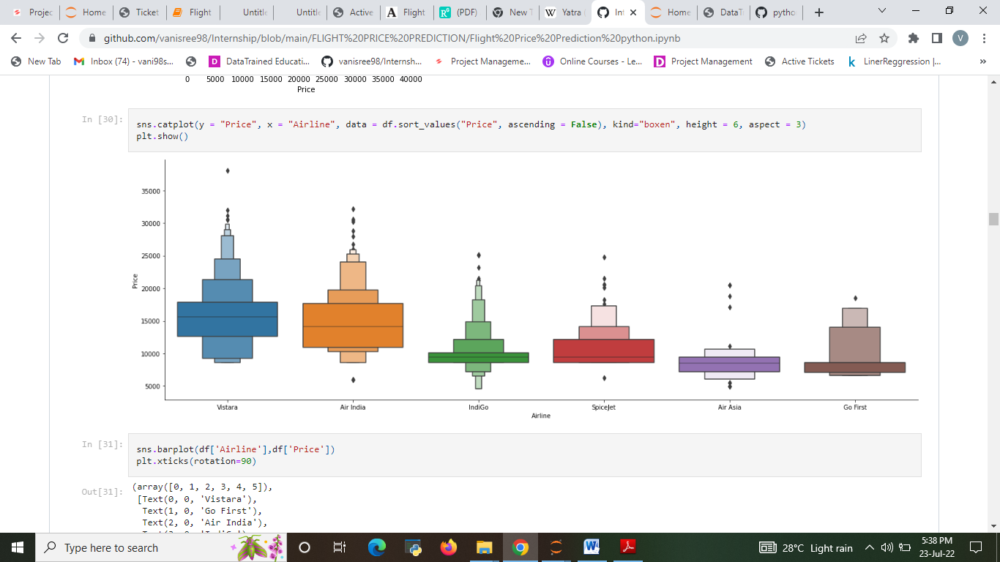 Projec
Home
Ticket
Flight
Untitle
Untitle
Active
Flight
(PDF)
New T
Yatra
Int
Home
DataTr
pytho
github.com/vanisree98/Internship/blob/main/FLIGHT%20PRICE%20PREDICTION/Flight%20Price%20Prediction%20python.ipynb
V
New Tab
Inbox (74) - vani98s...
DataTrained Educati...
vanisree98/Internsh...
Project Manageme...
Online Courses - Le...
Project Management
Active Tickets
LinerReggression |...
0 5000 10000 15000 20000 25000 30000 35000 40000
Price
In [30]:
sns.catplot(y = "Price", x = "Airline", data = df.sort_values("Price", ascending = False), kind="boxen", height = 6, aspect = 3)
plt.show()
35000
30000
25000
20000
15000
10000
5000
Price
Vistara Air India IndiGo SpiceJet Air Asia Go First
Airline
In [31]:
sns.barplot(df['Airline'],df['Price'])
plt.xticks(rotation=90)
Out[31]:
(array([0, 1, 2, 3, 4, 5]),
[Text(0, 0, 'Vistara'),
Text(1, 0, 'Go First'),
Text(2, 0, 'Air India'),
Type here to search
28°C Light rain
5:38 PM
23-Jul-22